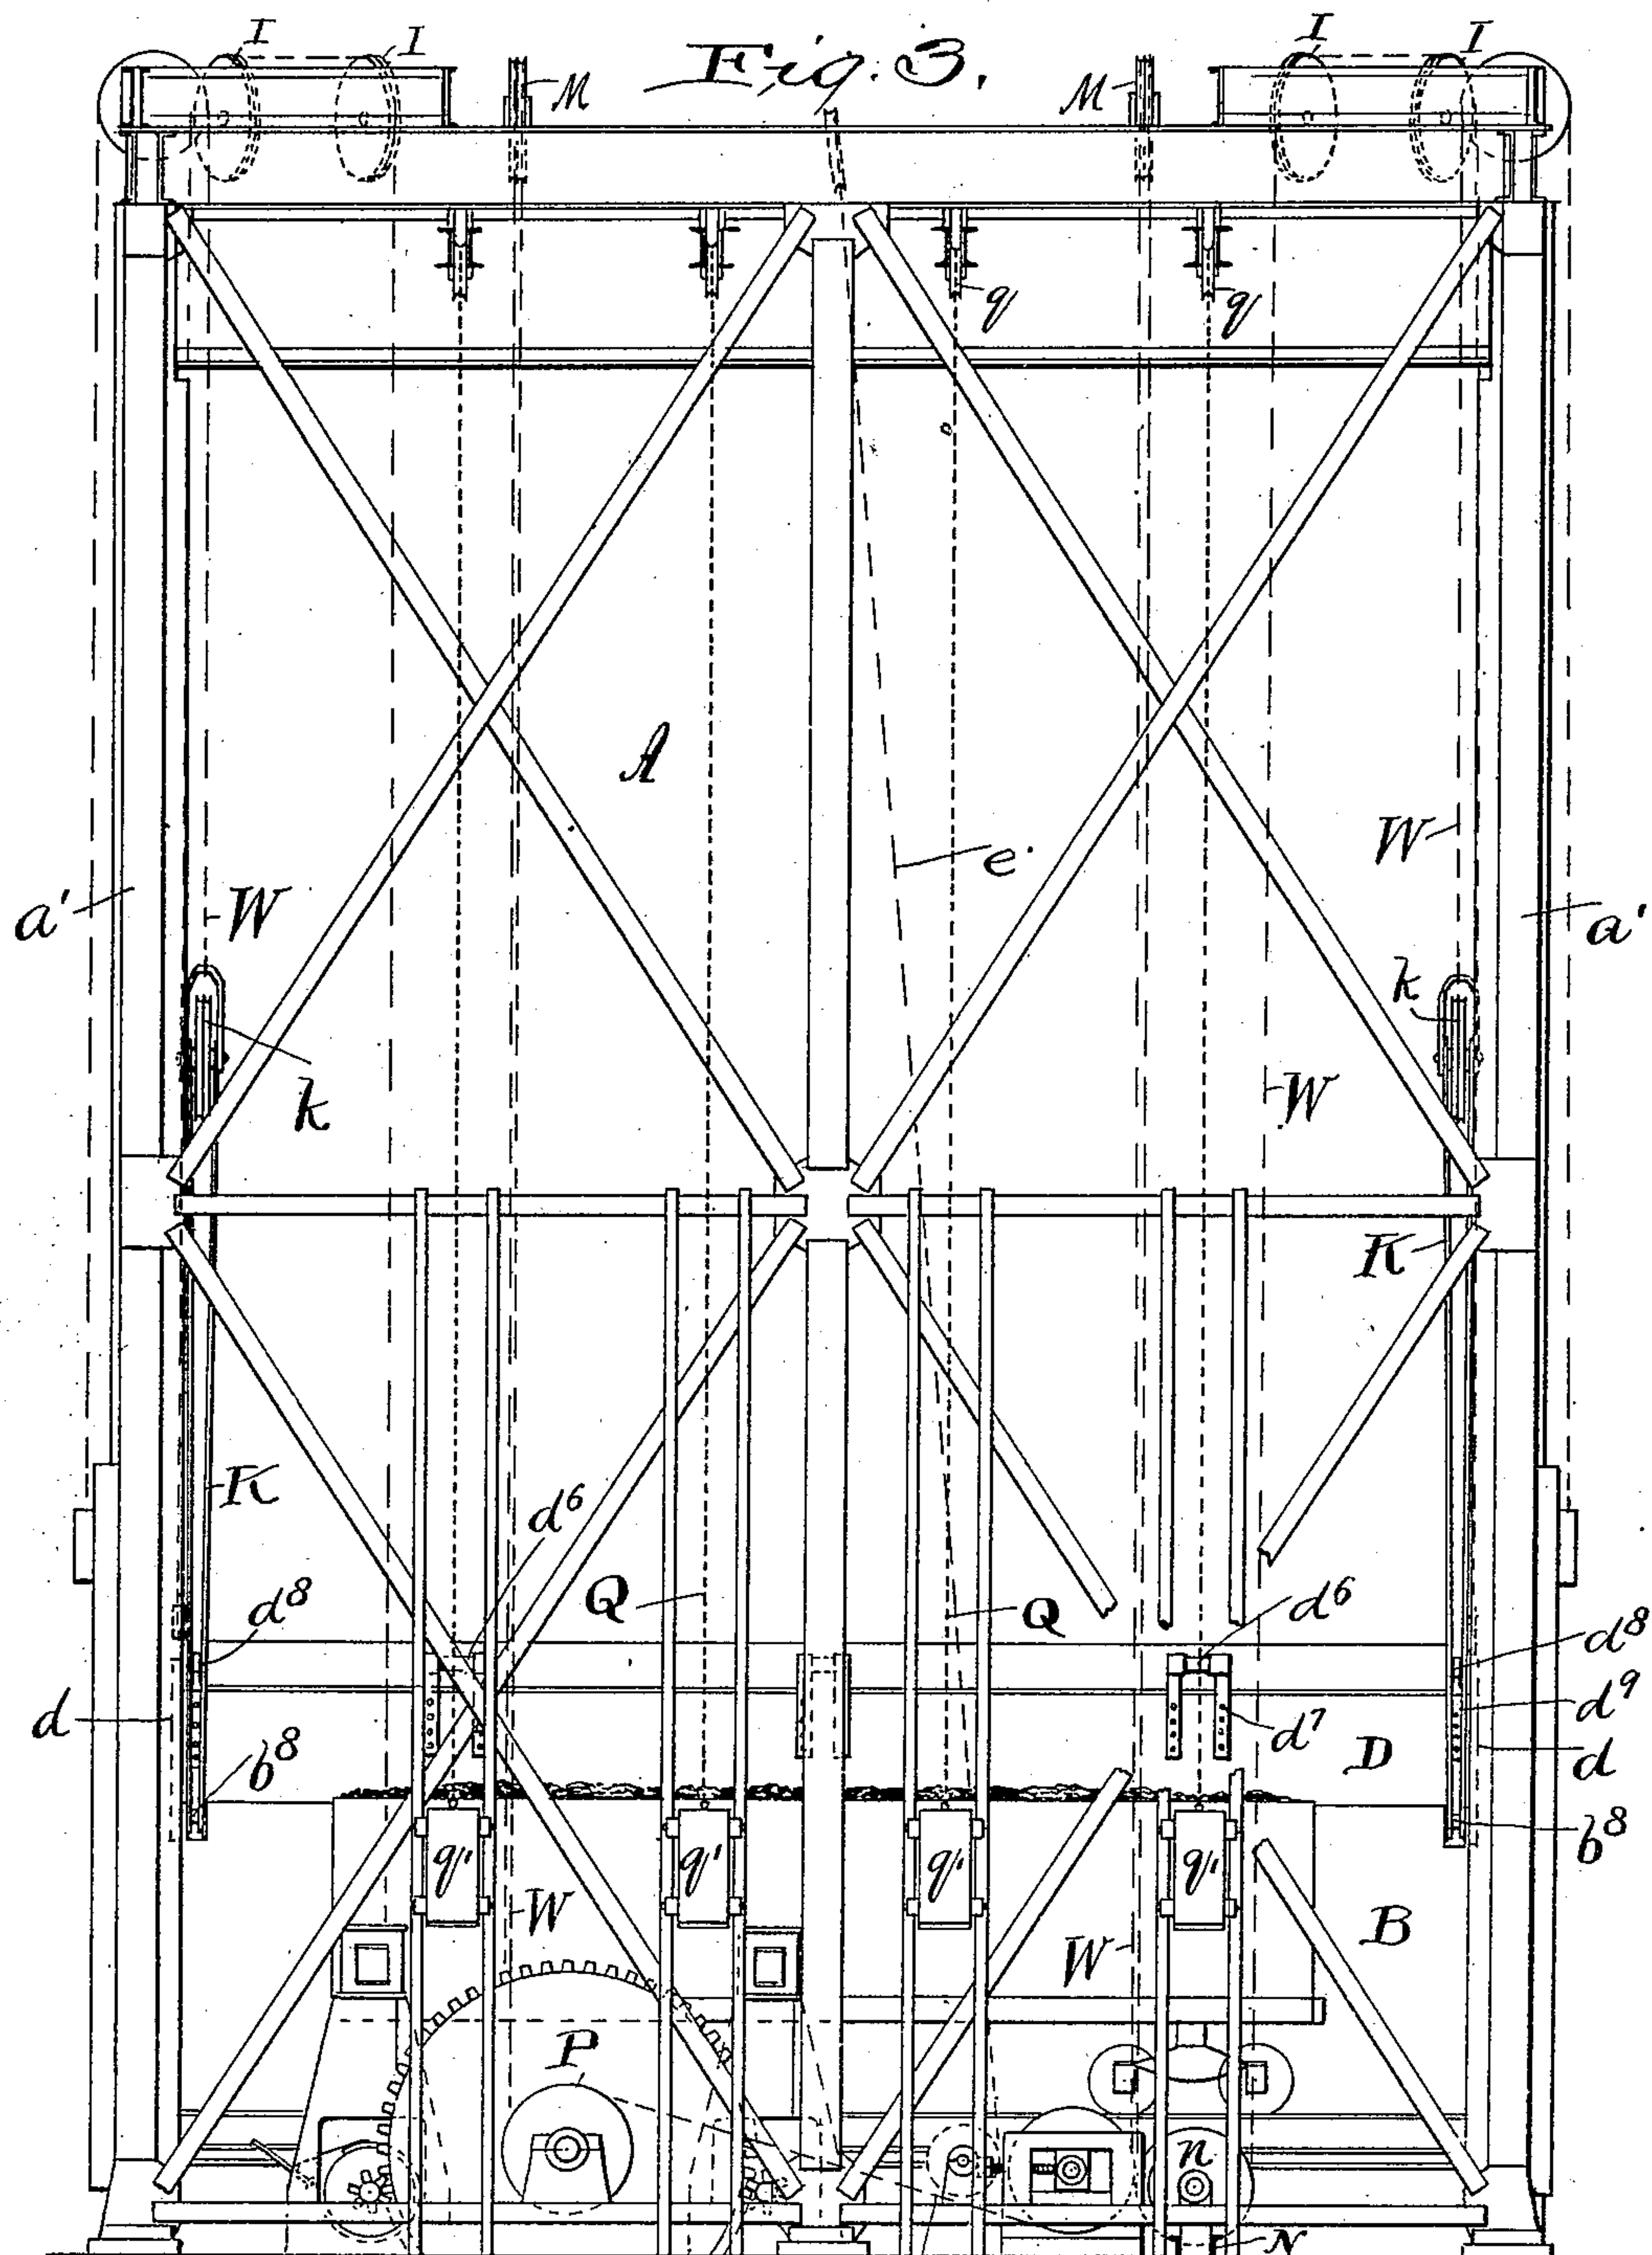 I I Fig. 3. I I
M M
q q
A
e
W
a' W a'
k
k W
K
K d⁶
d⁸ Q Q d⁶ d⁸
d⁹
d d⁷ D d
b⁸ b⁸
q' q' q' q'
W W B
P
n
N